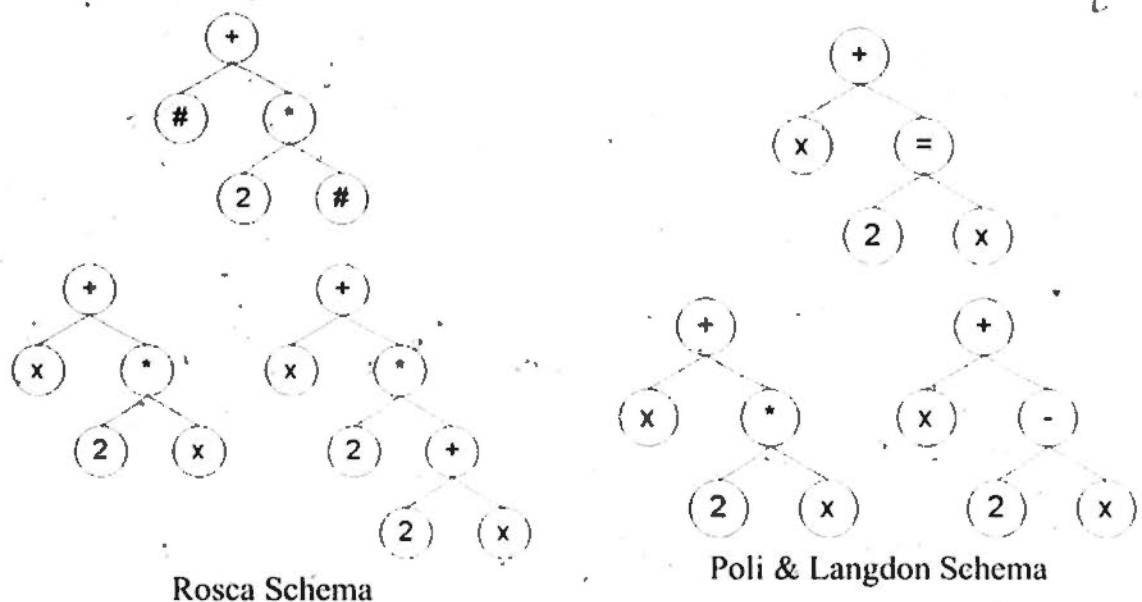 +
# *
2 #
+
x *
2 x
+
x *
2 +
2 x
Rosca Schema
+
x =
2 x
+
x *
2 x
+
x -
2 x
Poli & Langdon Schema